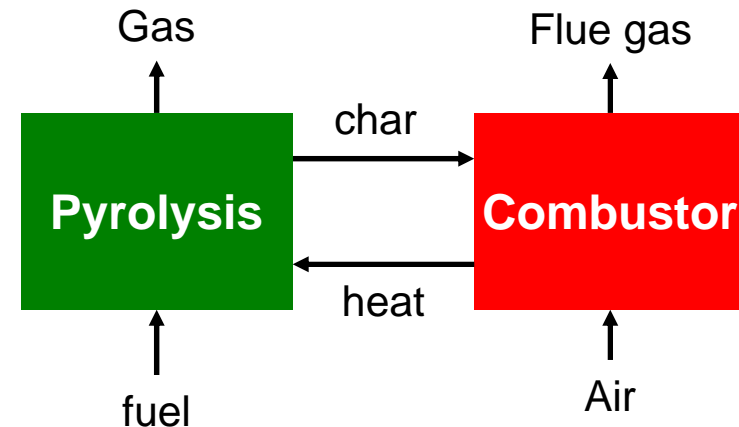 Gas
Flue gas
char
Pyrolysis
Combustor
heat
fuel
Air